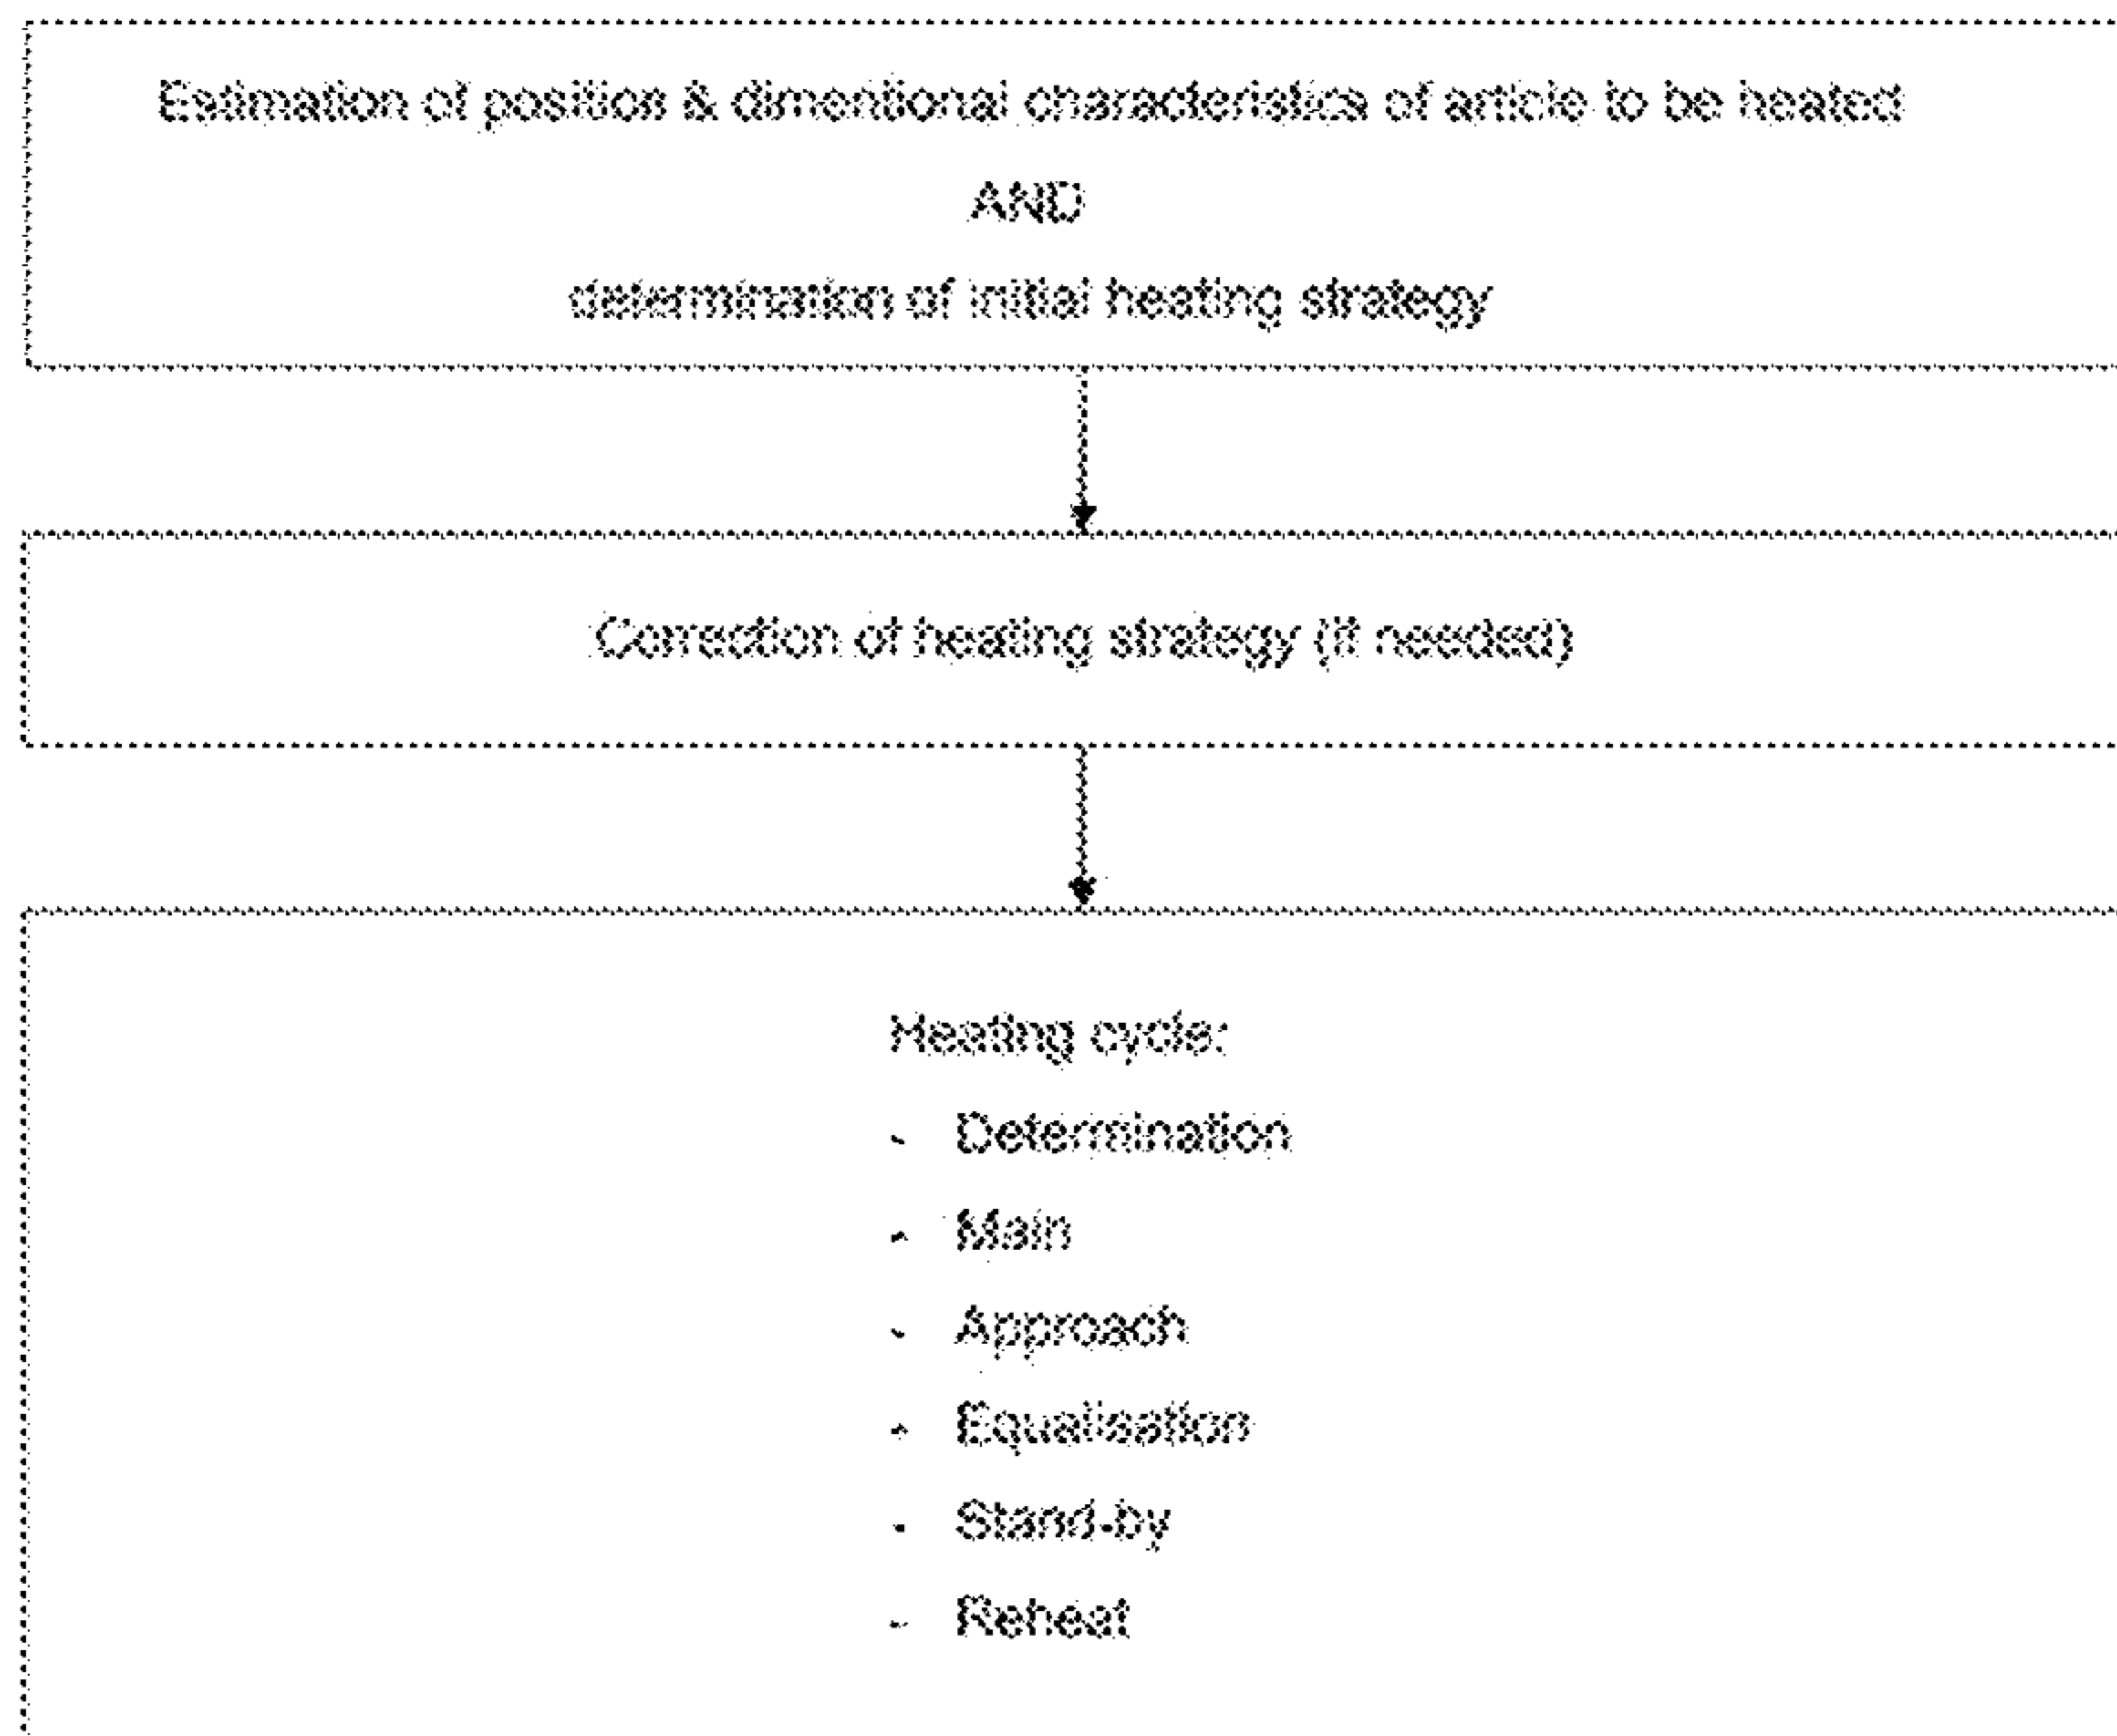 Estimation of position & dimentional characteristics of article to be heated
AND
determination of initial heating strategy
Correction of heating strategy (if needed)
Heating cycle:
- Determination
- Main
- Approach
- Equalisation
- Stand-by
- Reheat